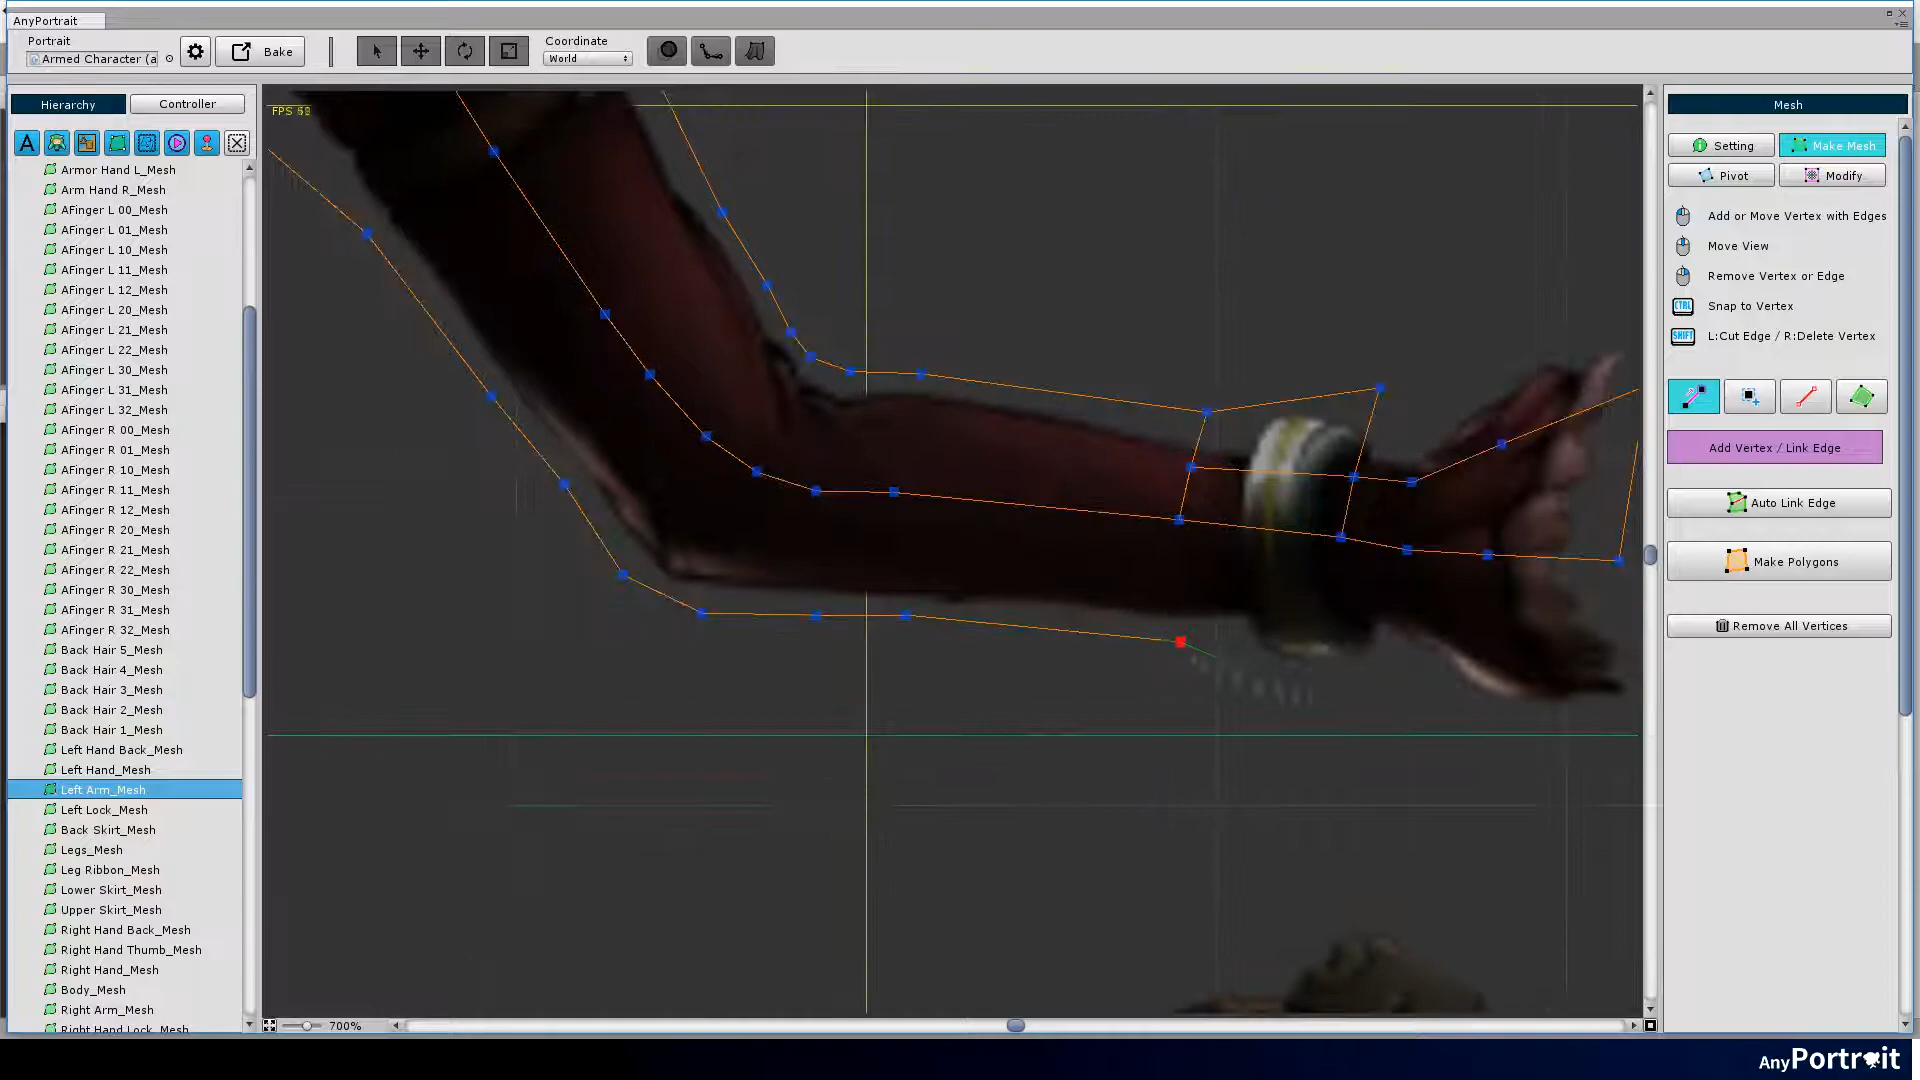 AnyPortrait
Portrait
Armed Character (a
Bake
Coordinate
World
Hierarchy
Controller
A
Armor Hand L_Mesh
Arm Hand R_Mesh
AFinger L 00_Mesh
AFinger L 01_Mesh
AFinger L 10_Mesh
AFinger L 11_Mesh
AFinger L 12_Mesh
AFinger L 20_Mesh
AFinger L 21_Mesh
AFinger L 22_Mesh
AFinger L 30_Mesh
AFinger L 31_Mesh
AFinger L 32_Mesh
AFinger R 00_Mesh
AFinger R 01_Mesh
AFinger R 10_Mesh
AFinger R 11_Mesh
AFinger R 12_Mesh
AFinger R 20_Mesh
AFinger R 21_Mesh
AFinger R 22_Mesh
AFinger R 30_Mesh
AFinger R 31_Mesh
AFinger R 32_Mesh
Back Hair 5_Mesh
Back Hair 4_Mesh
Back Hair 3_Mesh
Back Hair 2_Mesh
Back Hair 1_Mesh
Left Hand Back_Mesh
Left Hand_Mesh
Left Arm_Mesh
Left Lock_Mesh
Back Skirt_Mesh
Legs_Mesh
Leg Ribbon_Mesh
Lower Skirt_Mesh
Upper Skirt_Mesh
Right Hand Back_Mesh
Right Hand Thumb_Mesh
Right Hand_Mesh
Body_Mesh
Right Arm_Mesh
Right Hand Lock_Mesh
FPS
700%
Mesh
Setting
Make Mesh
Pivot
Modify
Add or Move Vertex with Edges
Move View
Remove Vertex or Edge
CTRL Snap to Vertex
SHIFT L:Cut Edge / R:Delete Vertex
Add Vertex / Link Edge
Auto Link Edge
Make Polygons
Remove All Vertices
AnyPortrait